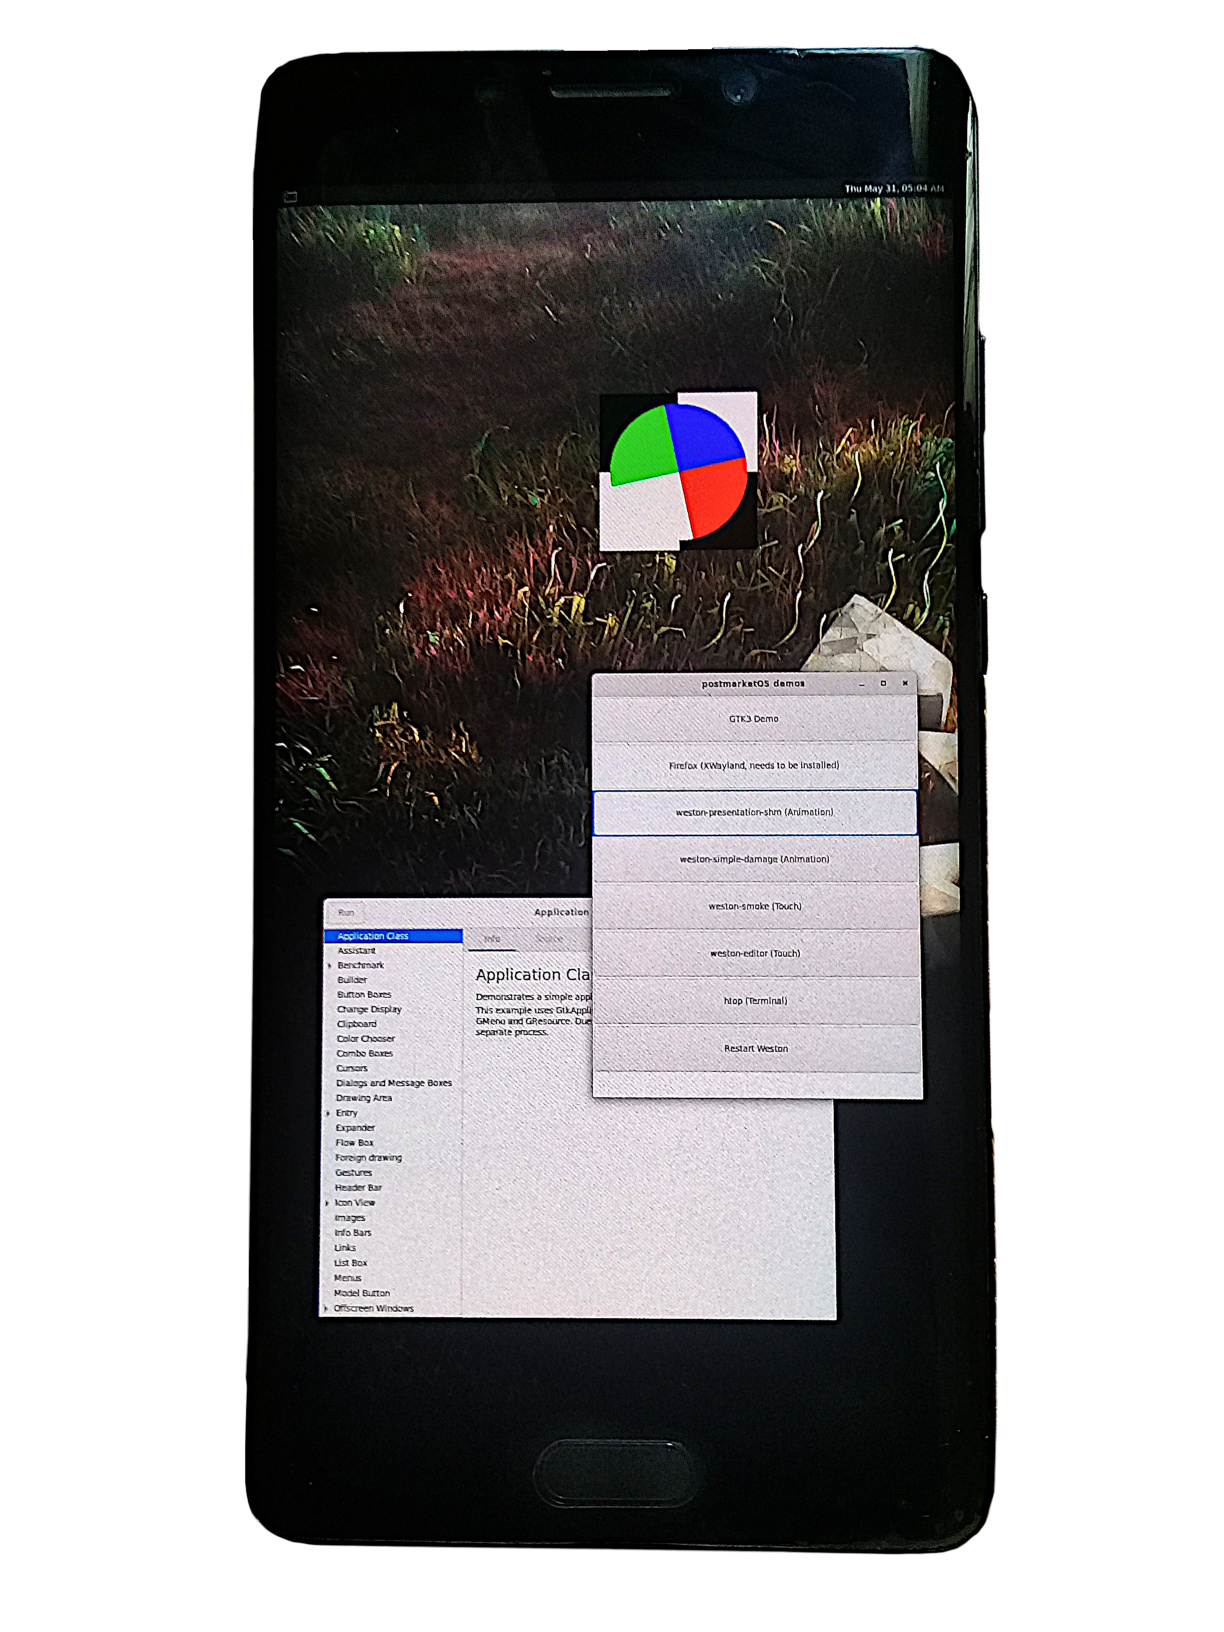 Thu May 31, 05:04 AM
postmarketOS demos
GTK3 Demo
Firefox (XWayland, needs to be installed)
weston-presentation-shm (Animation)
weston-simple-damage (Animation)
weston-smoke (Touch)
weston-editor (Touch)
htop (Terminal)
Restart Weston
Run
Application
Application Class
Assistant
Benchmark
Builder
Button Boxes
Change Display
Clipboard
Color Chooser
Combo Boxes
Cursors
Dialogs and Message Boxes
Drawing Area
Entry
Expander
Flow Box
Foreign drawing
Gestures
Header Bar
Icon View
Images
Info Bars
Links
List Box
Menus
Model Button
Offscreen Windows
Info Source
Application Cla
Demonstrates a simple appl
This example uses GtkAppli
GMenu and GResource. Due
separate process.